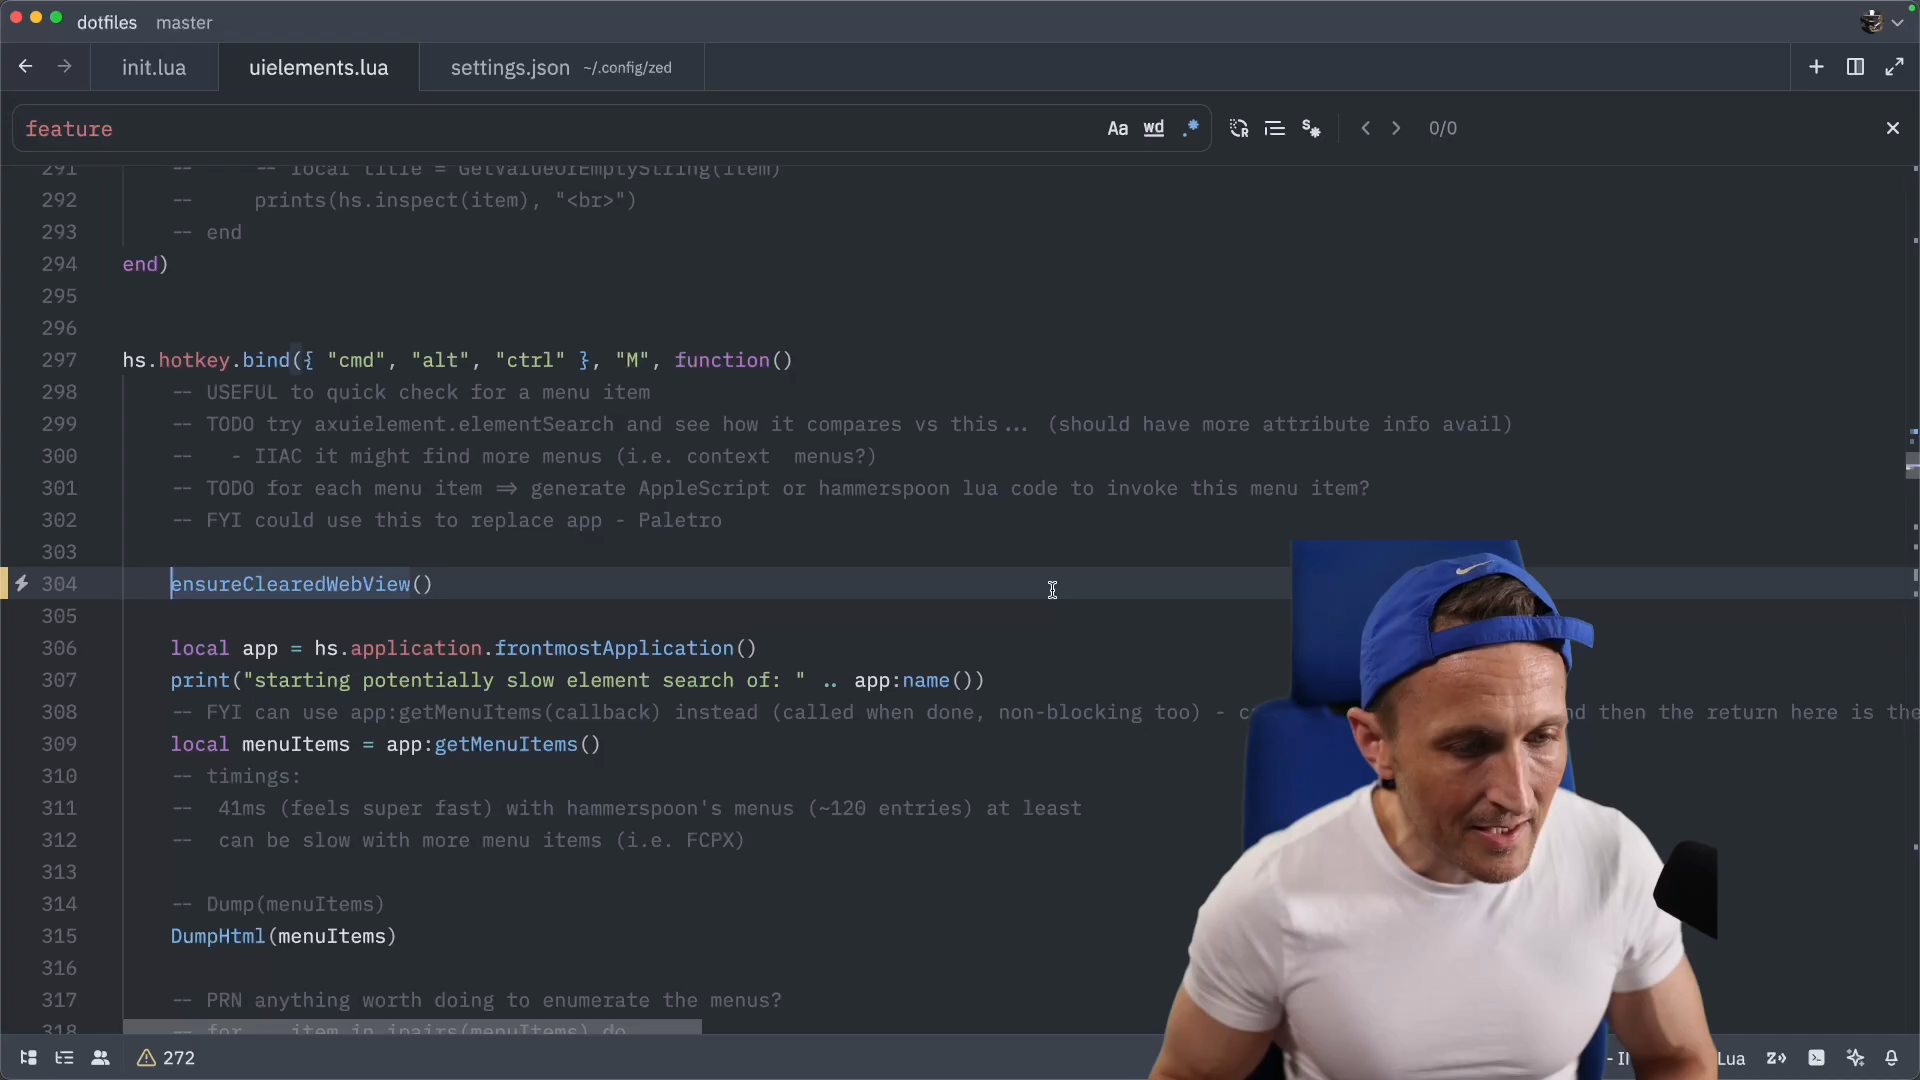 dotfiles master
init.lua uielements.lua settings.json ~/.config/zed
feature Aa wd 0/0
291 -- -- local title = GetValueOrEmptyString(item)
292 -- prints(hs.inspect(item), "<br>")
293 -- end
294 end)
295
296
297 hs.hotkey.bind({ "cmd", "alt", "ctrl" }, "M", function()
298 -- USEFUL to quick check for a menu item
299 -- TODO try axuielement.elementSearch and see how it compares vs this... (should have more attribute info avail)
300 -- - IIAC it might find more menus (i.e. context  menus?)
301 -- TODO for each menu item => generate AppleScript or hammerspoon lua code to invoke this menu item?
302 -- FYI could use this to replace app - Paletro
303
304 ensureClearedWebView()
305
306 local app = hs.application.frontmostApplication()
307 print("starting potentially slow element search of: " .. app:name())
308 -- FYI can use app:getMenuItems(callback) instead (called when done, non-blocking too) - nd then the return here is the
309 local menuItems = app:getMenuItems()
310 -- timings:
311 --  41ms (feels super fast) with hammerspoon's menus (~120 entries) at least
312 --  can be slow with more menu items (i.e. FCPX)
313
314 -- Dump(menuItems)
315 DumpHtml(menuItems)
316
317 -- PRN anything worth doing to enumerate the menus?
318 -- for item in ipairs(menuItems) do
272 Lua